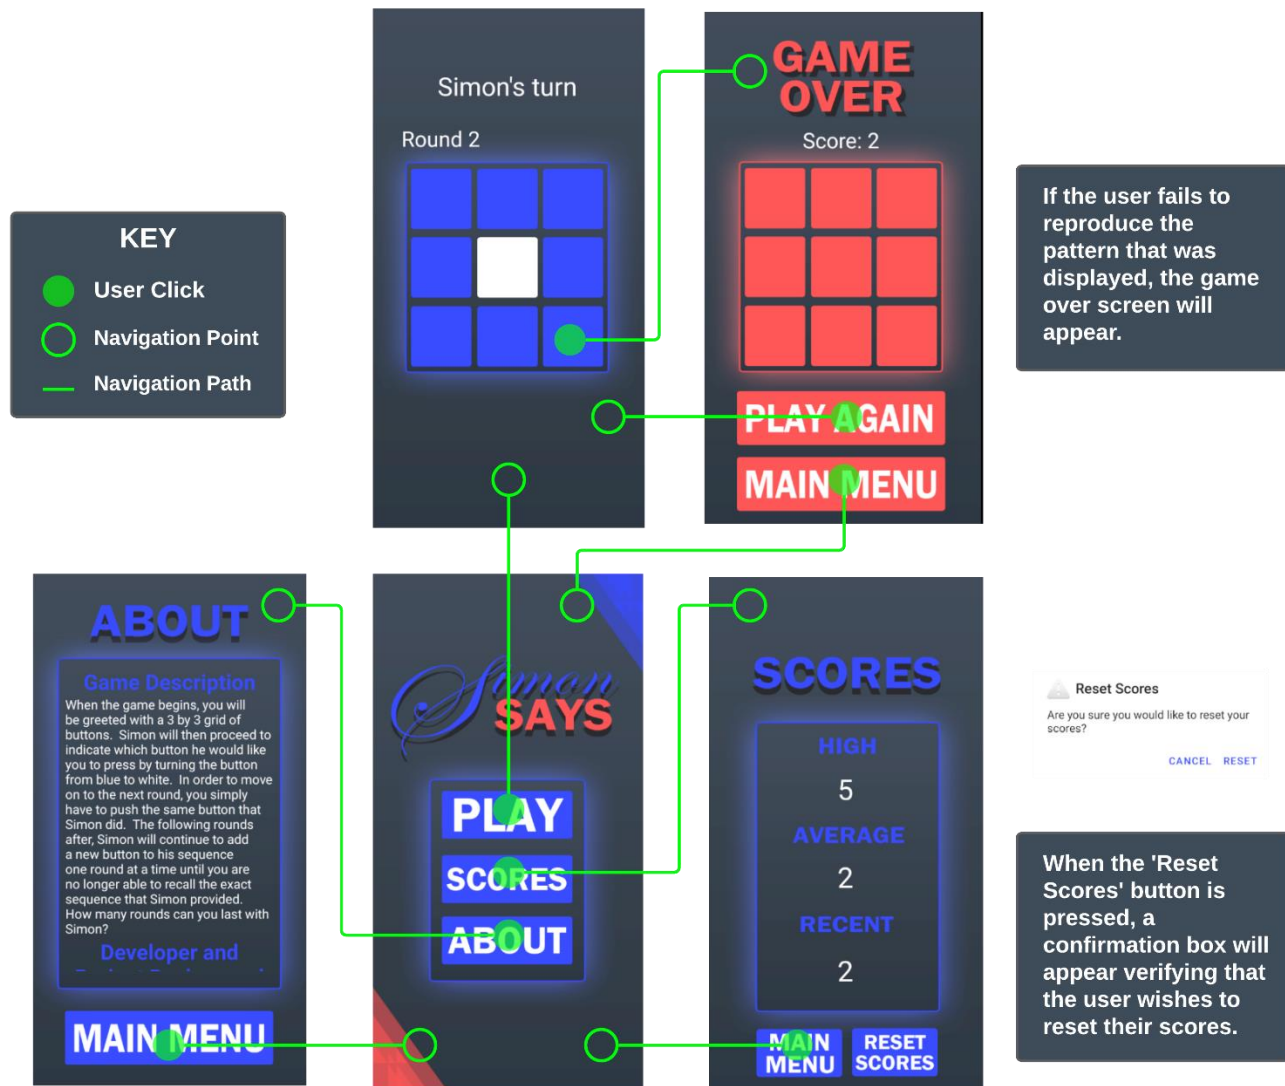 Simon's turn
Round 2
GAME
OVER
Score: 2
PLAY AGAIN
MAIN MENU
If the user fails to
reproduce the
pattern that was
displayed, the game
over screen will
appear.
KEY
User Click
Navigation Point
Navigation Path
ABOUT
Game Description
When the game begins, you will
be greeted with a 3 by 3 grid of
buttons. Simon will then proceed to
indicate which button he would like
you to press by turning the button
from blue to white. In order to move
on to the next round, you simply
have to push the same button that
Simon did. The following rounds
after, Simon will continue to add
a new button to his sequence
one round at a time until you are
no longer able to recall the exact
sequence that Simon provided.
How many rounds can you last with
Simon?
Developer and
MAIN MENU
Simon
SAYS
PLAY
SCORES
ABOUT
SCORES
HIGH
5
AVERAGE
2
RECENT
2
MAIN
MENU
RESET
SCORES
Reset Scores
Are you sure you would like to reset your
scores?
CANCEL RESET
When the 'Reset
Scores' button is
pressed, a
confirmation box will
appear verifying that
the user wishes to
reset their scores.